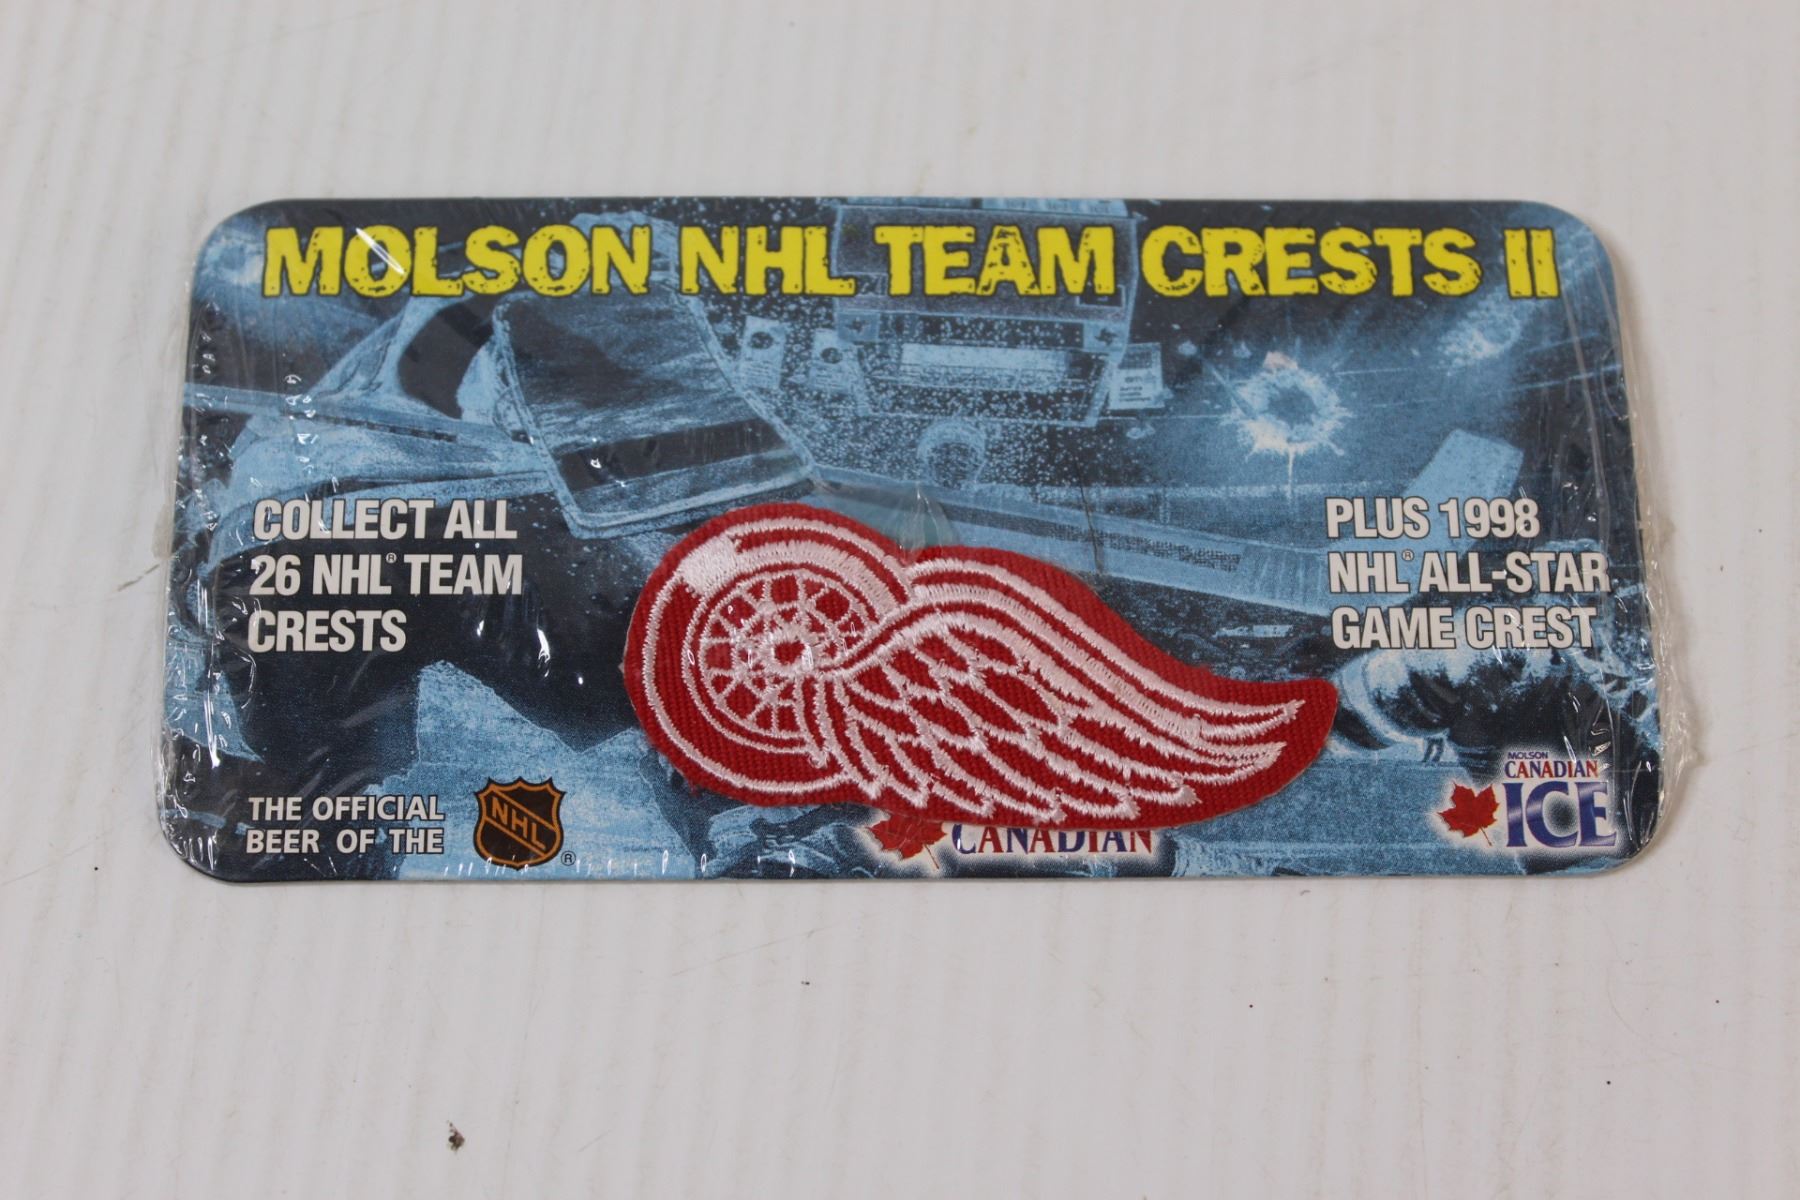 MOLSON NHL TEAM CRESTS II
COLLECT ALL
26 NHL® TEAM
CRESTS
PLUS 1998
NHL® ALL-STAR
GAME CREST
THE OFFICIAL
BEER OF THE
NHL
®
CANADIAN
MOLSON
CANADIAN
ICE